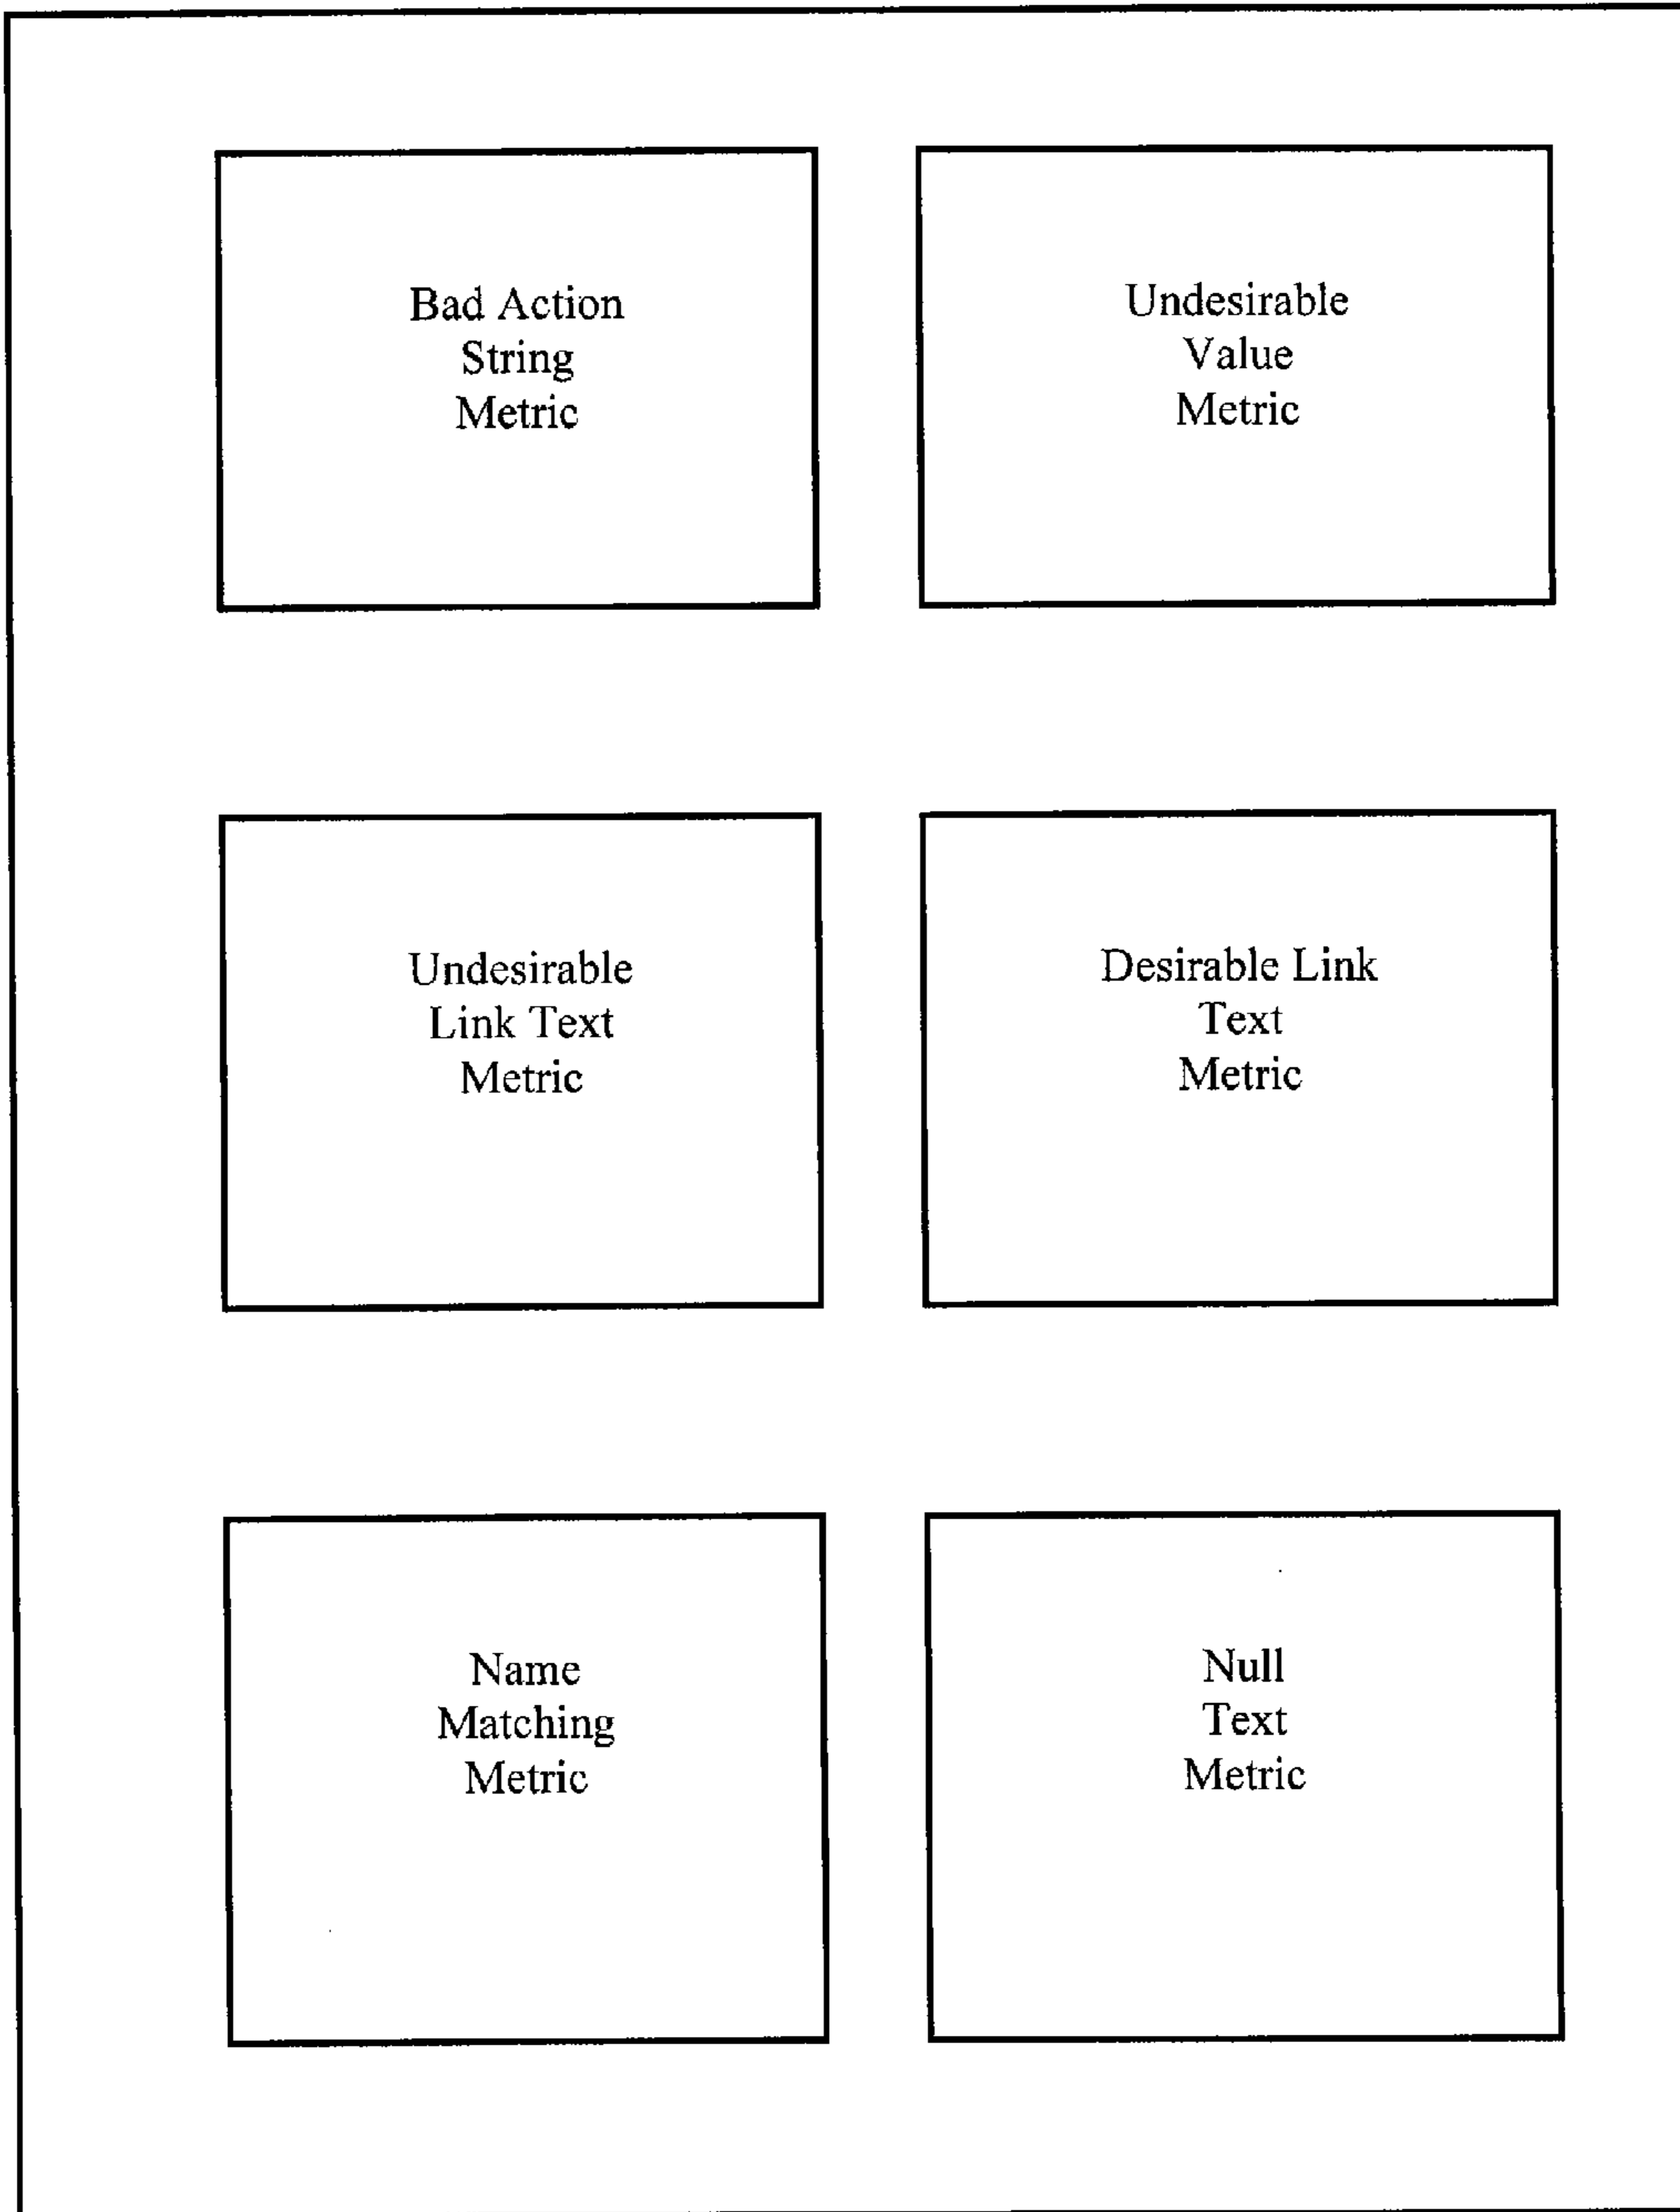 Bad Action
String
Metric
Undesirable
Value
Metric
Undesirable
Link Text
Metric
Desirable Link
Text
Metric
Name
Matching
Metric
Null
Text
Metric